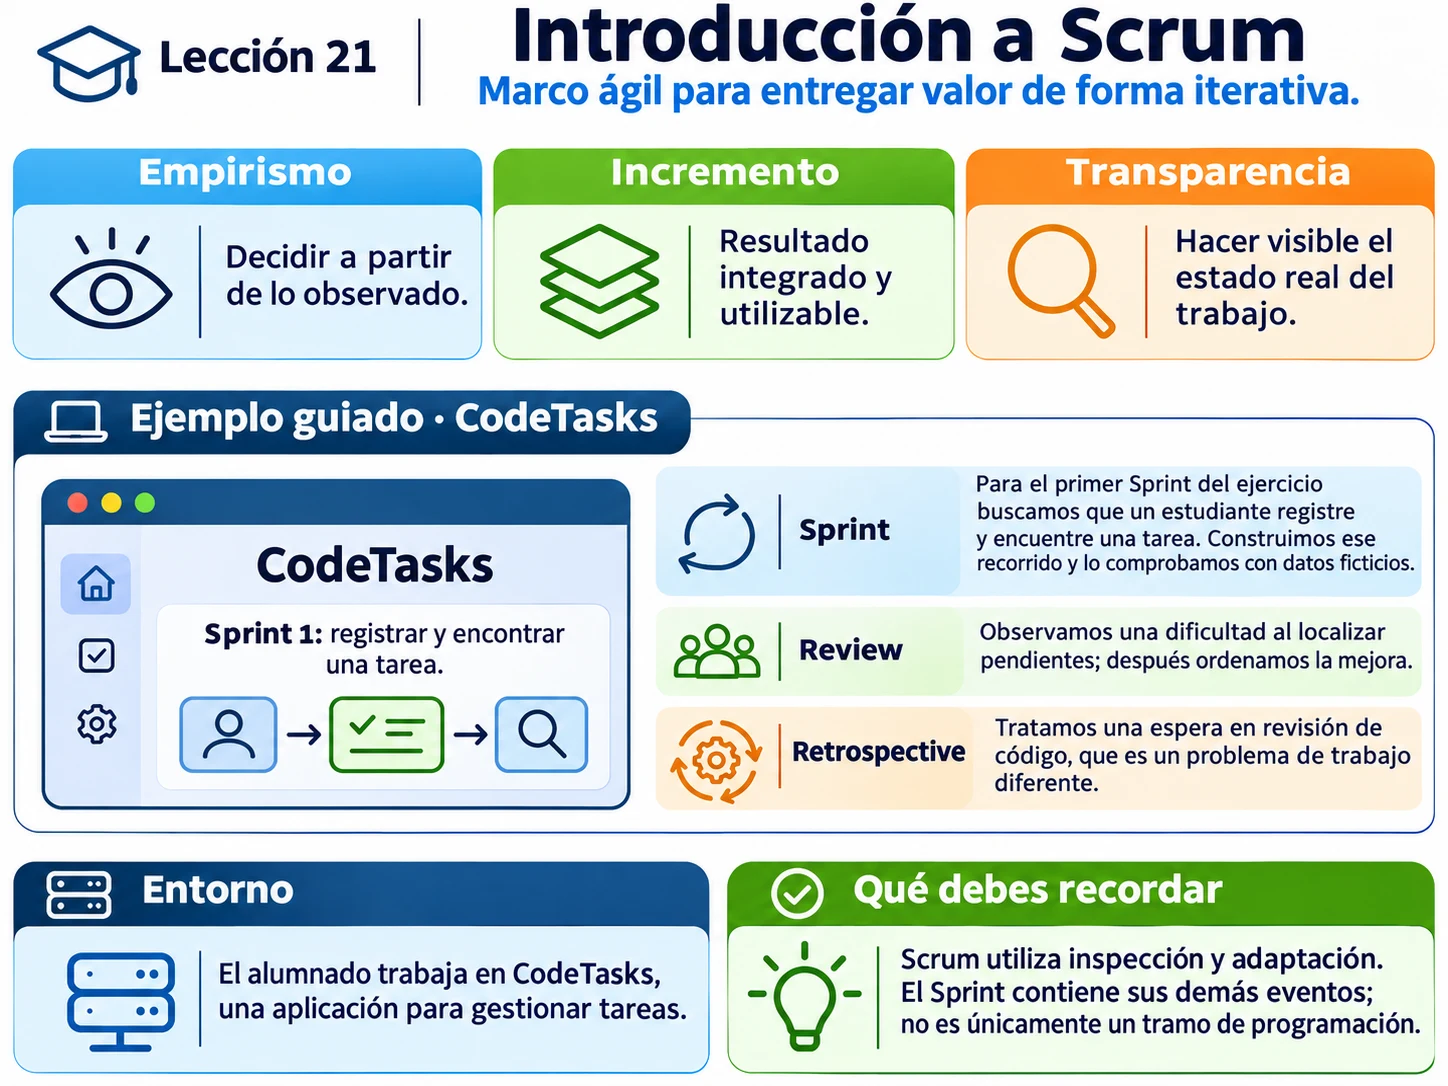 Lección 21
Introducción a Scrum
Marco ágil para entregar valor de forma iterativa.
Empirismo
Decidir a partir
de lo observado.
Incremento
Resultado
integrado y
utilizable.
Transparencia
Hacer visible el
estado real del
trabajo.
Ejemplo guiado · CodeTasks
CodeTasks
Sprint 1: registrar y encontrar
una tarea.
Sprint
Para el primer Sprint del ejercicio
buscamos que un estudiante registre
y encuentre una tarea. Construimos ese
recorrido y lo comprobamos con datos ficticios.
Review
Observamos una dificultad al localizar
pendientes; después ordenamos la mejora.
Retrospective
Tratamos una espera en revisión de
código, que es un problema de trabajo
diferente.
Entorno
El alumnado trabaja en CodeTasks,
una aplicación para gestionar tareas.
Qué debes recordar
Scrum utiliza inspección y adaptación.
El Sprint contiene sus demás eventos;
no es únicamente un tramo de programación.